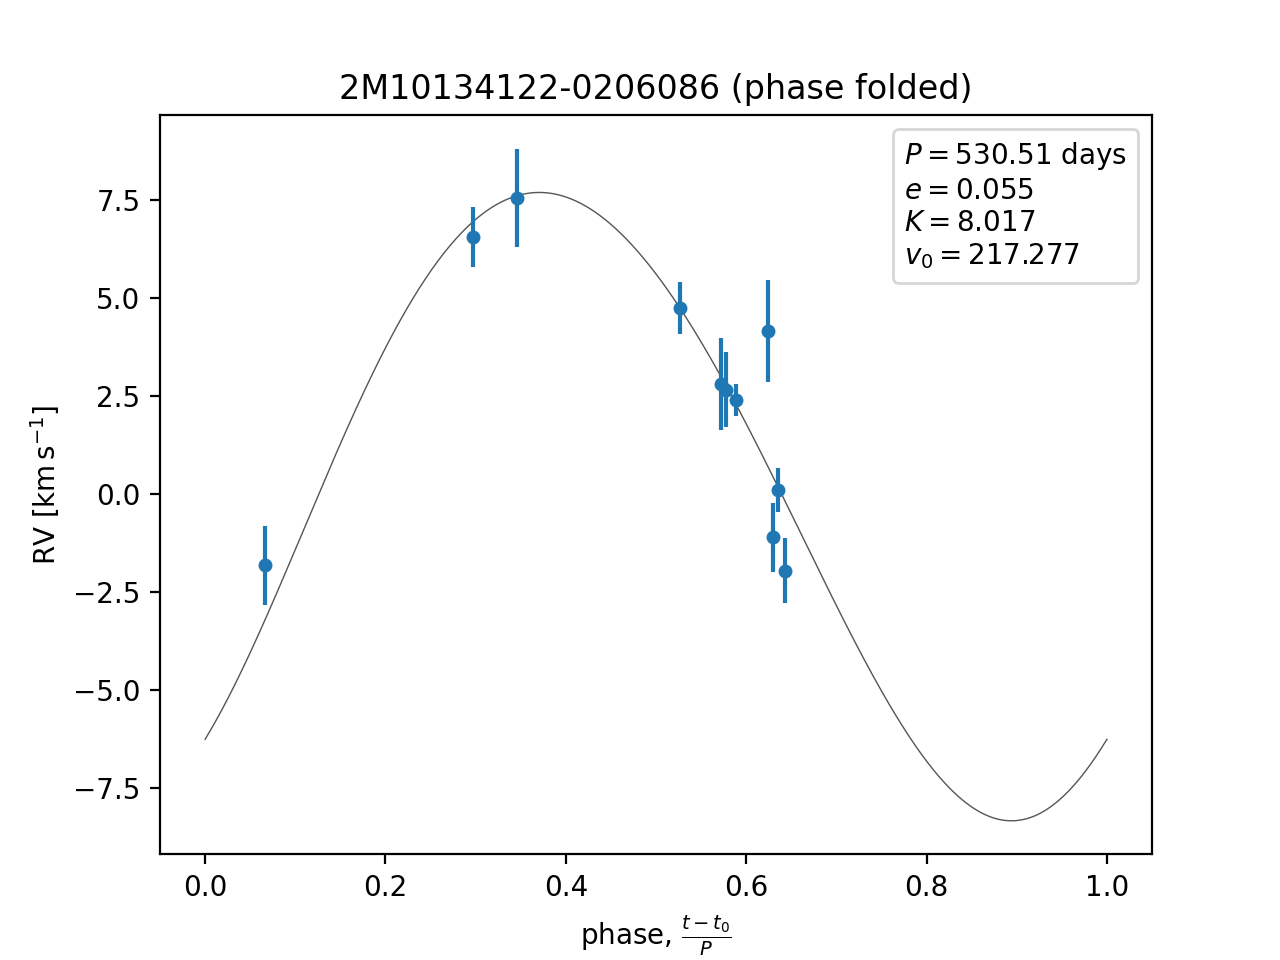 2M10134122-0206086 (phase folded)
P = 530.51 days
e = 0.055
K = 8.017
v₀ = 217.277
7.5
5.0
2.5
0.0
−2.5
−5.0
−7.5
RV [km s⁻¹]
0.0 0.2 0.4 0.6 0.8 1.0
phase, (t − t₀)/P